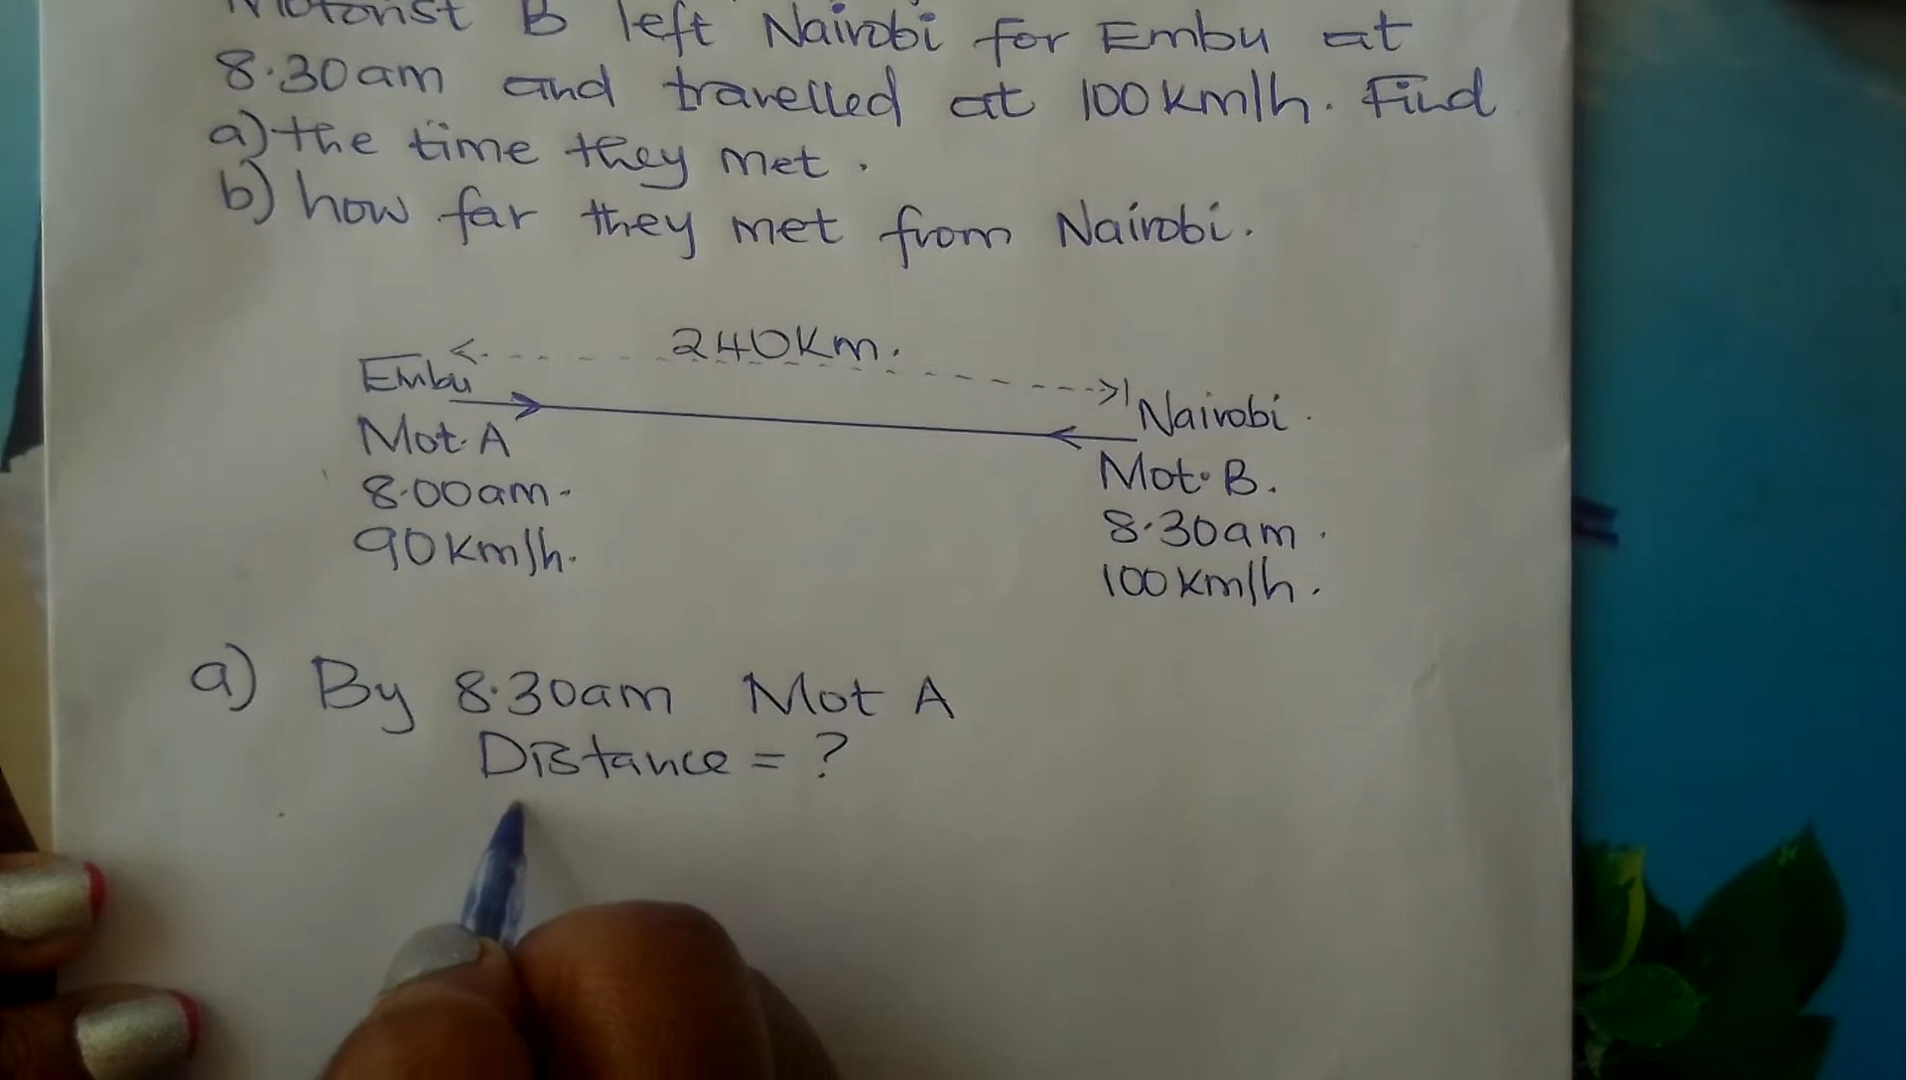 Motorist B left Nairobi for Embu at
8.30am and travelled at 100km/h. Find
a) the time they met.
b) how far they met from Nairobi.
240Km.
Embu
Nairobi.
Mot. A
Mot. B.
8.00am.
8.30am.
90km/h.
100km/h.
a) By 8.30am Mot A
Distance = ?